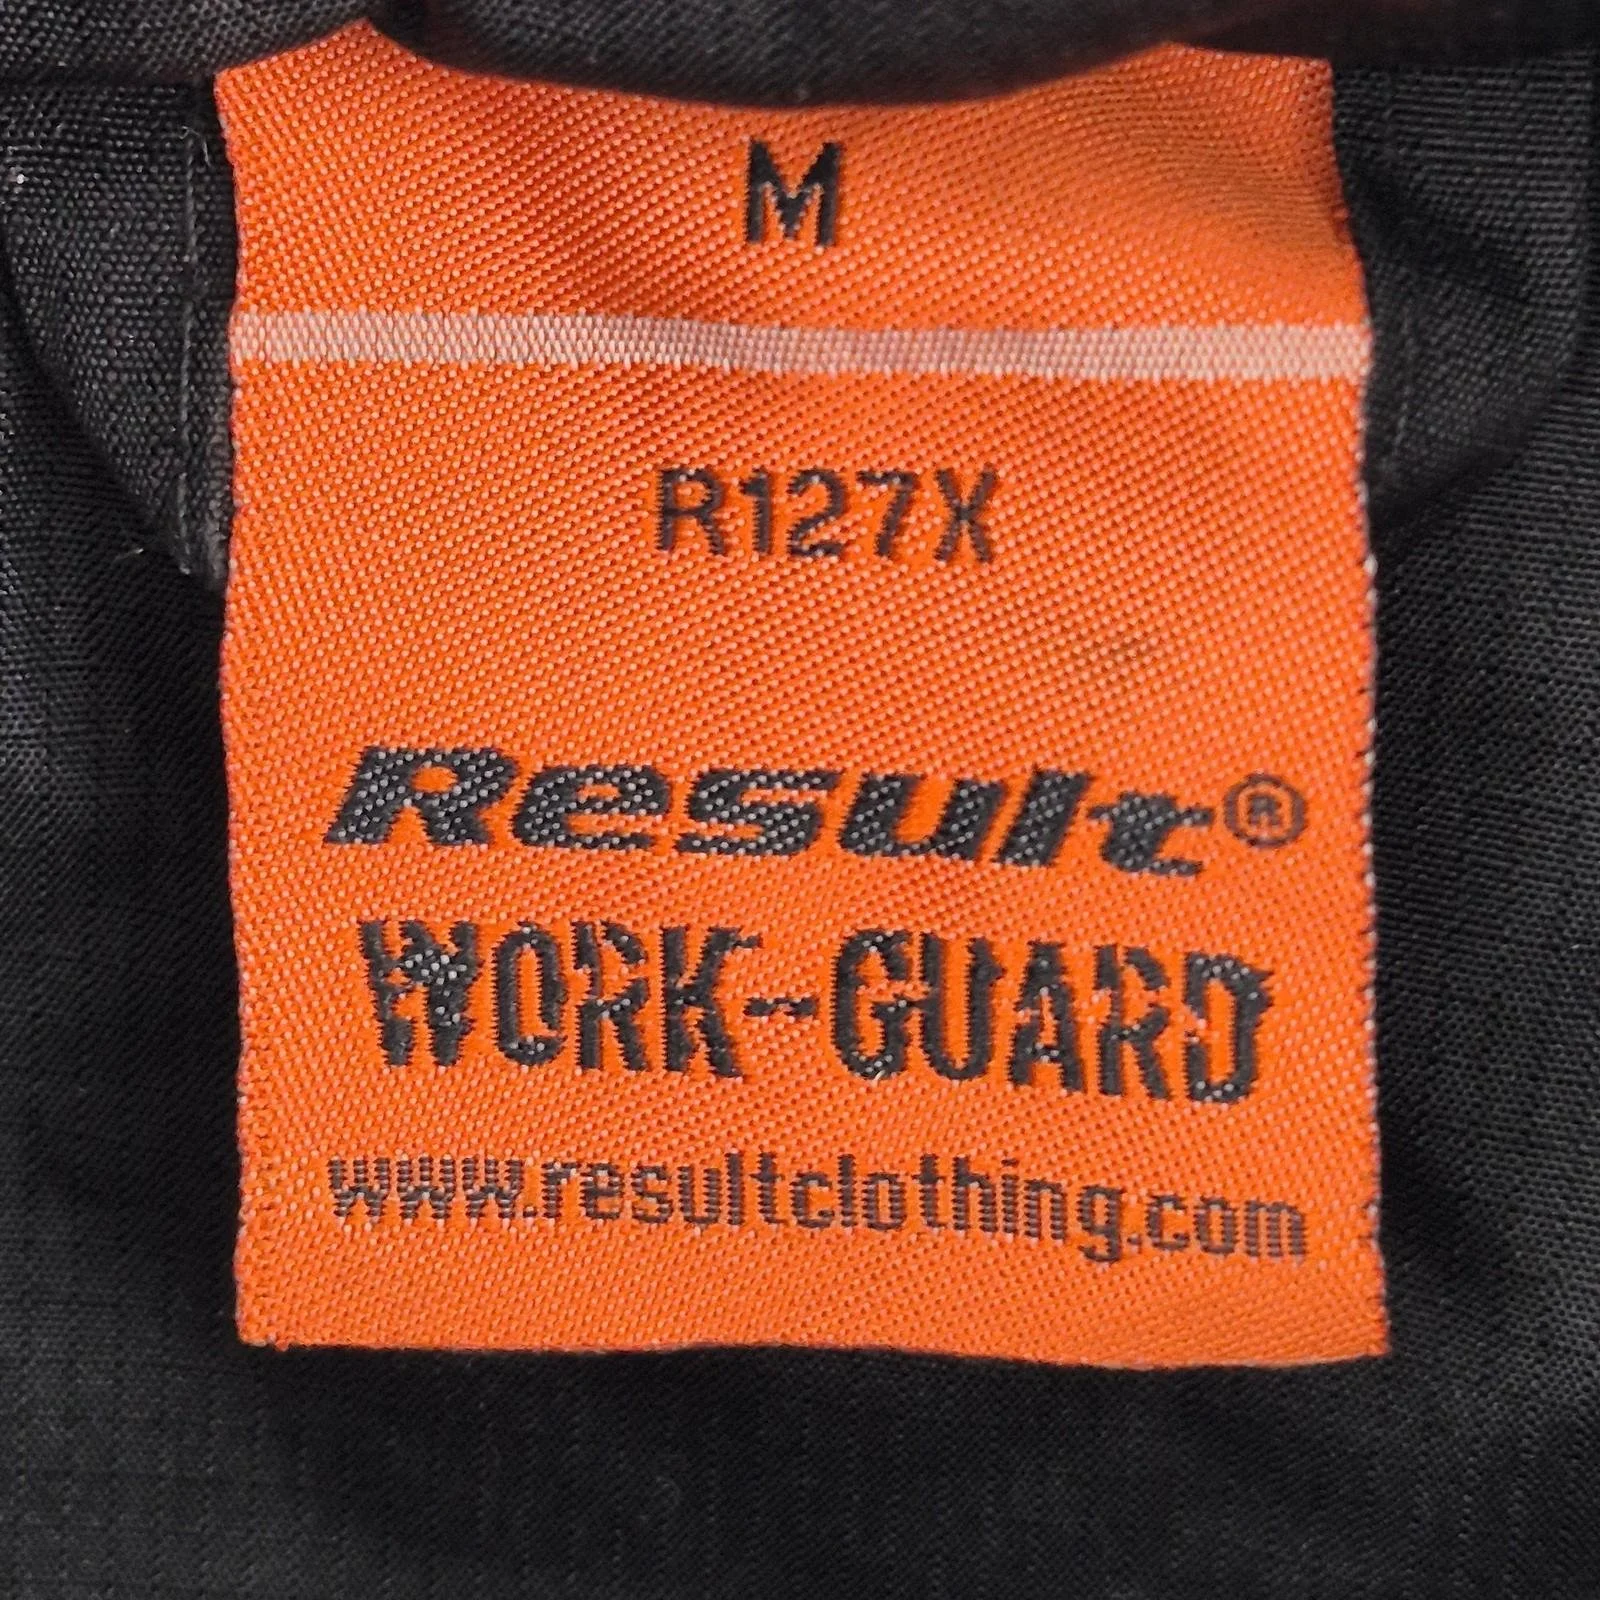 M
R127X
Result®
WORK-GUARD
www.resultclothing.com